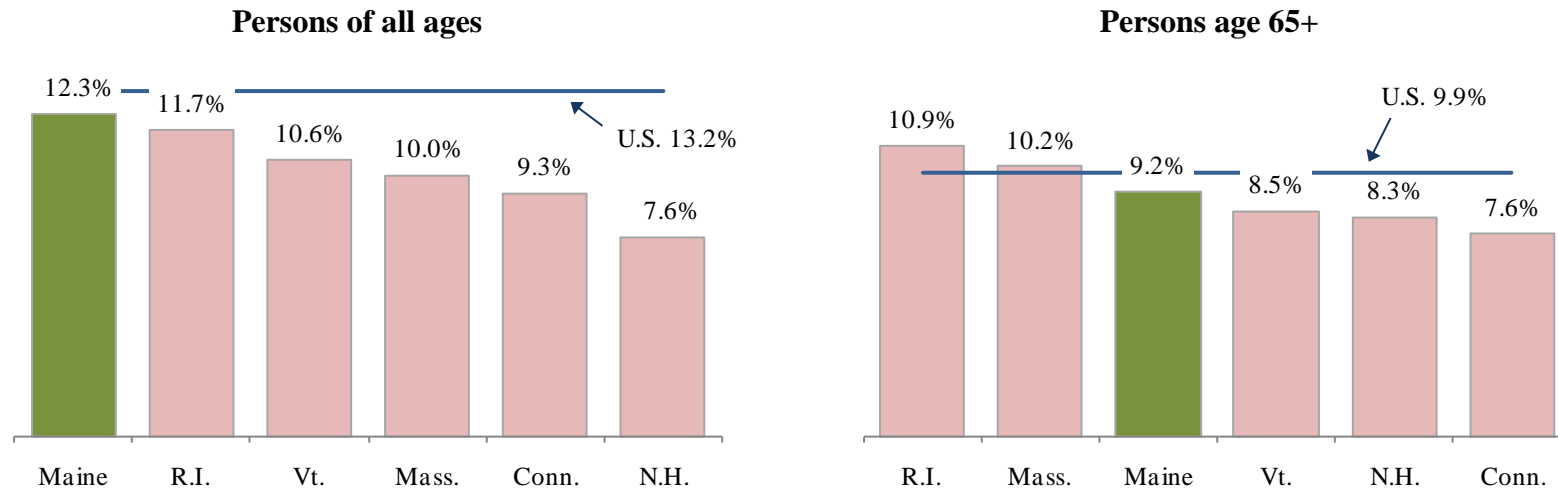 Persons of all ages
12.3%
11.7%
10.6%
10.0%
9.3%
7.6%
U.S. 13.2%
Maine R.I. Vt. Mass. Conn. N.H.
Persons age 65+
U.S. 9.9%
10.9%
10.2%
9.2%
8.5%
8.3%
7.6%
R.I. Mass. Maine Vt. N.H. Conn.